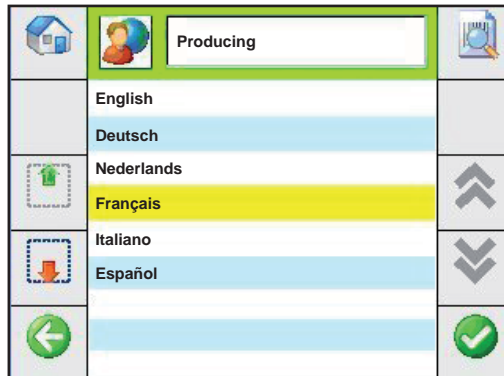 Producing
English
Deutsch
Nederlands
Français
Italiano
Español